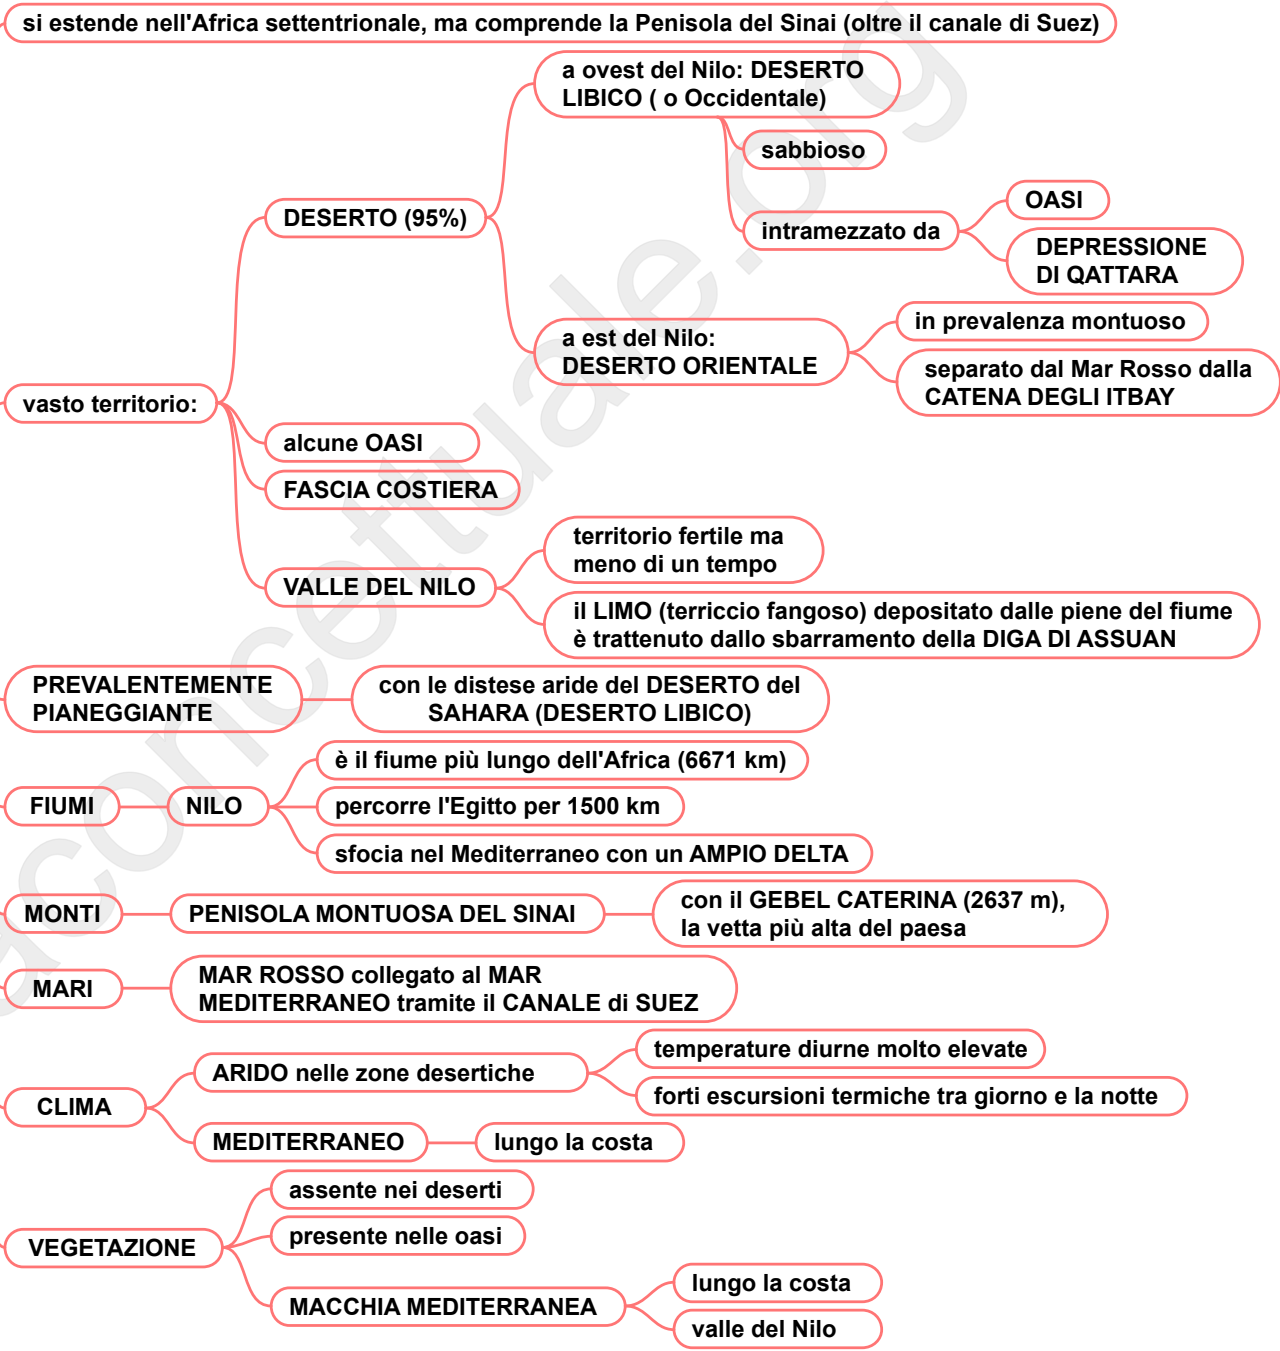 si estende nell'Africa settentrionale, ma comprende la Penisola del Sinai (oltre il canale di Suez)
vasto territorio:
DESERTO (95%)
a ovest del Nilo: DESERTO
LIBICO ( o Occidentale)
sabbioso
intramezzato da
OASI
DEPRESSIONE
DI QATTARA
a est del Nilo:
DESERTO ORIENTALE
in prevalenza montuoso
separato dal Mar Rosso dalla
CATENA DEGLI ITBAY
alcune OASI
FASCIA COSTIERA
VALLE DEL NILO
territorio fertile ma
meno di un tempo
il LIMO (terriccio fangoso) depositato dalle piene del fiume
è trattenuto dallo sbarramento della DIGA DI ASSUAN
PREVALENTEMENTE
PIANEGGIANTE
con le distese aride del DESERTO del
SAHARA (DESERTO LIBICO)
FIUMI
NILO
è il fiume più lungo dell'Africa (6671 km)
percorre l'Egitto per 1500 km
sfocia nel Mediterraneo con un AMPIO DELTA
MONTI
PENISOLA MONTUOSA DEL SINAI
con il GEBEL CATERINA (2637 m),
la vetta più alta del paesa
MARI
MAR ROSSO collegato al MAR
MEDITERRANEO tramite il CANALE di SUEZ
CLIMA
ARIDO nelle zone desertiche
temperature diurne molto elevate
forti escursioni termiche tra giorno e la notte
MEDITERRANEO
lungo la costa
VEGETAZIONE
assente nei deserti
presente nelle oasi
MACCHIA MEDITERRANEA
lungo la costa
valle del Nilo
aconcettuale.org